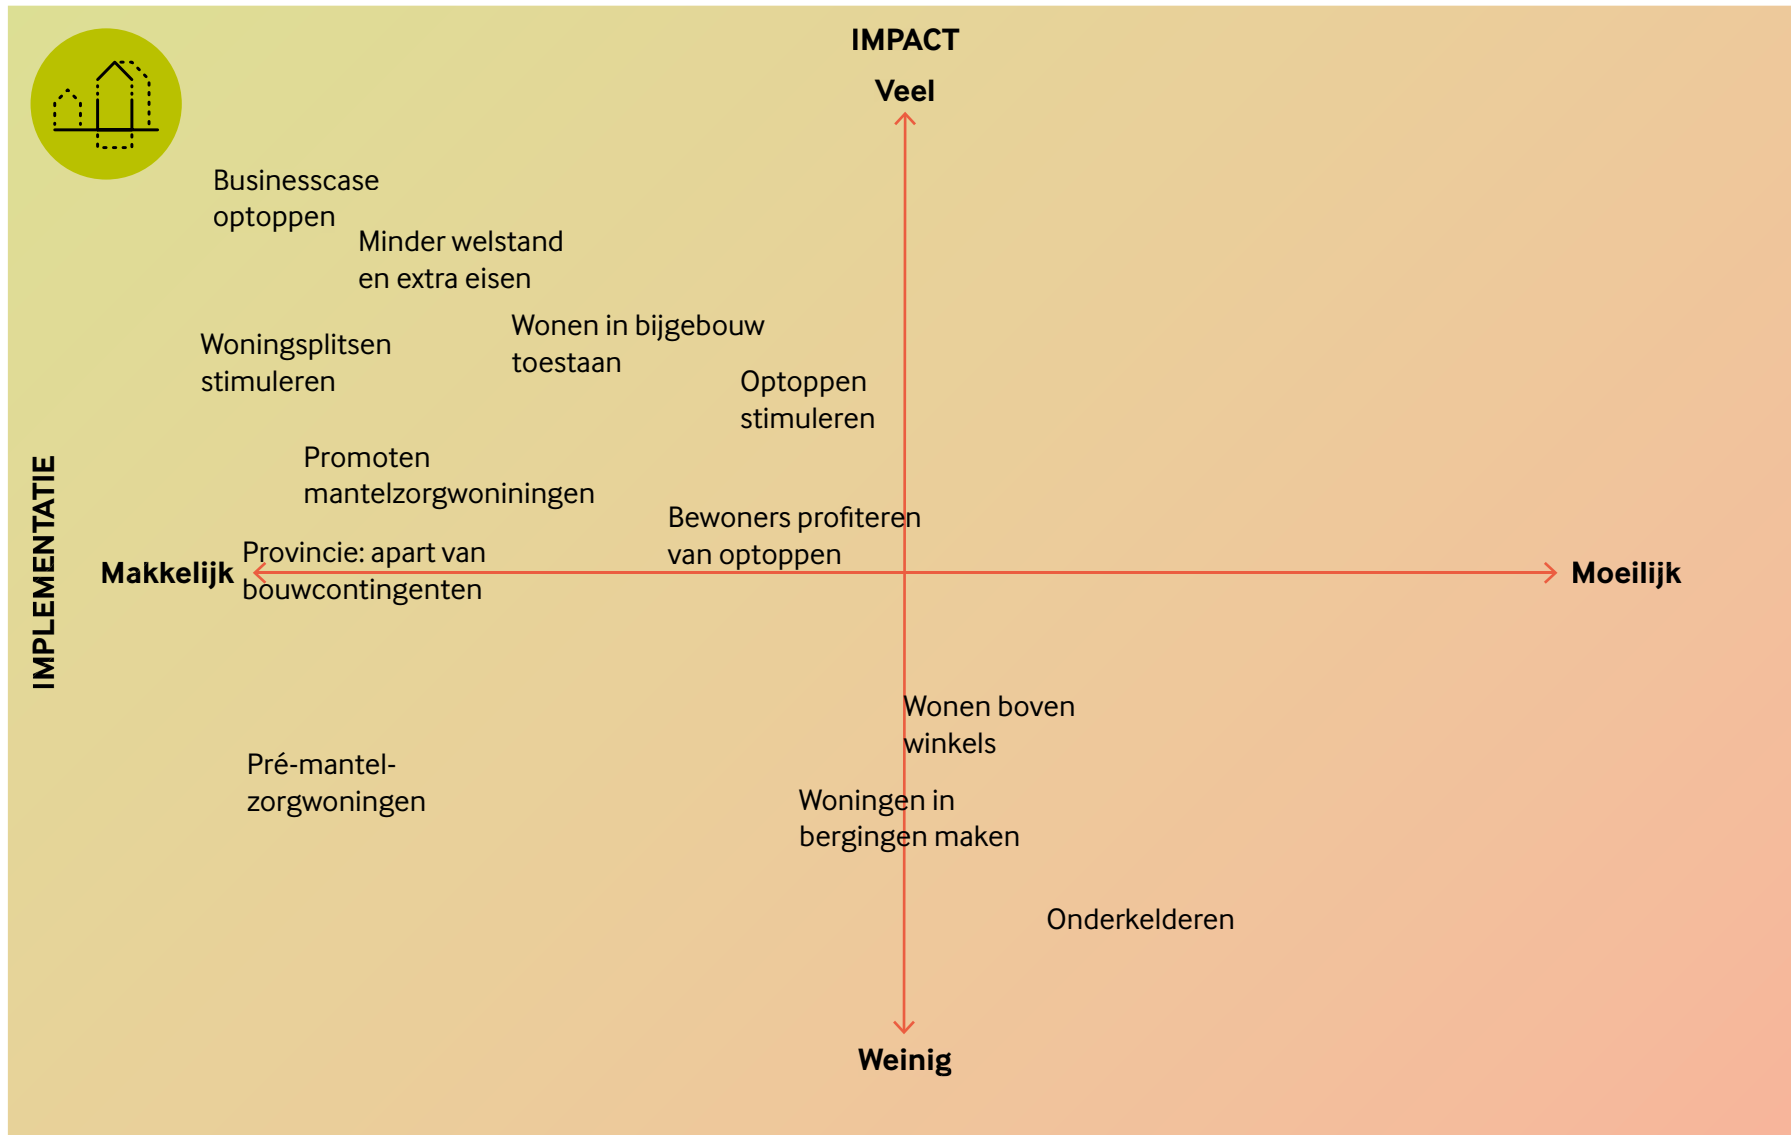 IMPACT
Veel
Businesscase
optoppen
Minder welstand
en extra eisen
Wonen in bijgebouw
toestaan
Woningsplitsen
stimuleren
Optoppen
stimuleren
Promoten
mantelzorgwoniningen
Bewoners profiteren
van optoppen
IMPLEMENTATIE
Makkelijk
Provincie: apart van
bouwcontingenten
Moeilijk
Wonen boven
winkels
Pré-mantel-
zorgwoningen
Woningen in
bergingen maken
Onderkelderen
Weinig